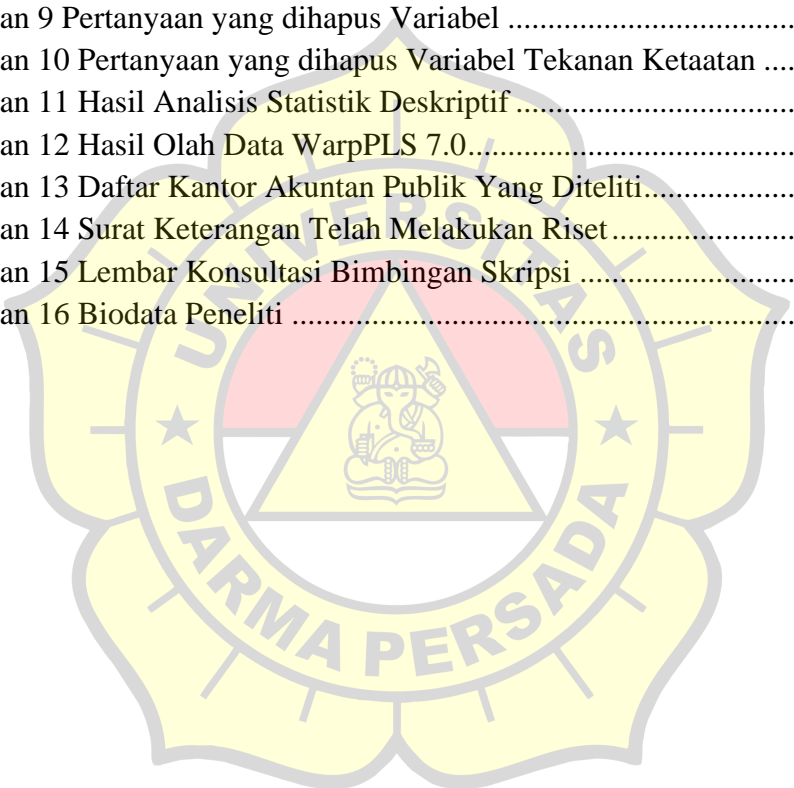 an 9 Pertanyaan yang dihapus Variabel ....................................
an 10 Pertanyaan yang dihapus Variabel Tekanan Ketaatan ....
an 11 Hasil Analisis Statistik Deskriptif ...................................
an 12 Hasil Olah Data WarpPLS 7.0.........................................
an 13 Daftar Kantor Akuntan Publik Yang Diteliti...................
an 14 Surat Keterangan Telah Melakukan Riset.......................
an 15 Lembar Konsultasi Bimbingan Skripsi ...........................
an 16 Biodata Peneliti ...............................................................
UNIVERSITAS
DARMA PERSADA